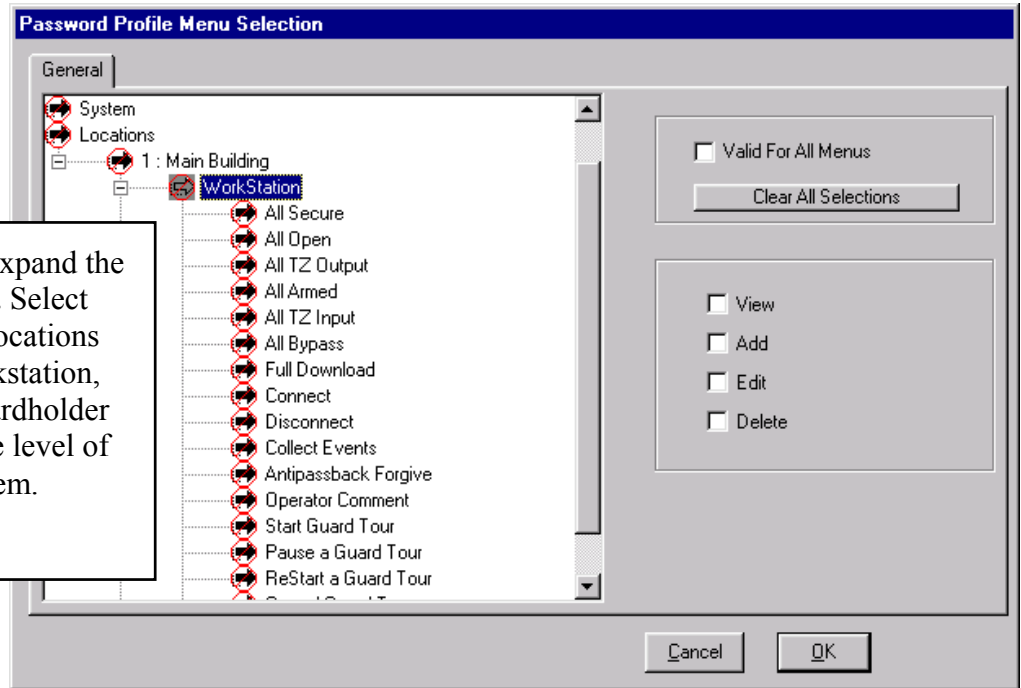 Password Profile Menu Selection
General
System
Locations
1 : Main Building
WorkStation
All Secure
All Open
All TZ Output
All Armed
All TZ Input
All Bypass
Full Download
Connect
Disconnect
Collect Events
Antipassback Forgive
Operator Comment
Start Guard Tour
Pause a Guard Tour
ReStart a Guard Tour
xpand the
Select
ocations
kstation,
ardholder
e level of
em.
Valid For All Menus
Clear All Selections
View
Add
Edit
Delete
Cancel
OK